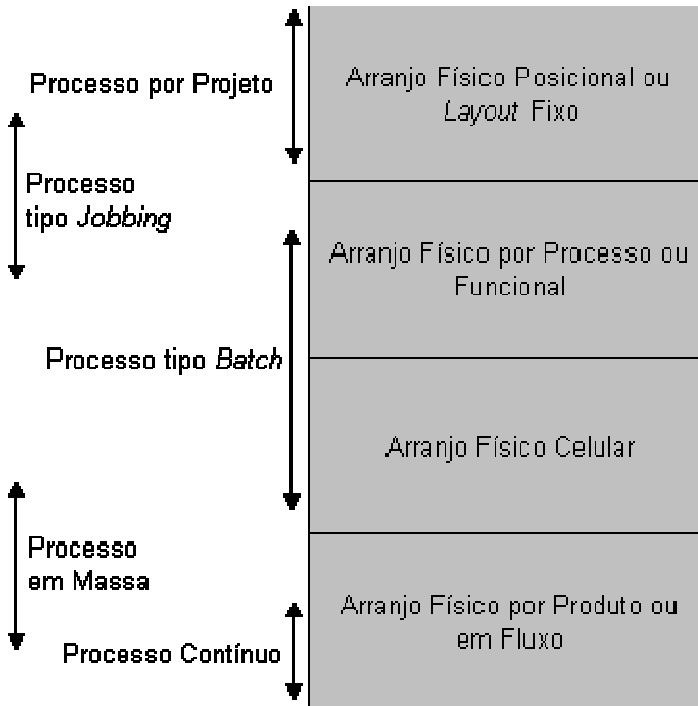 Processo por Projeto
Arranjo Físico Posicional ou
Layout Fixo
Processo
tipo Jobbing
Arranjo Físico por Processo ou
Funcional
Processo tipo Batch
Arranjo Físico Celular
Processo
em Massa
Arranjo Físico por Produto ou
em Fluxo
Processo Contínuo